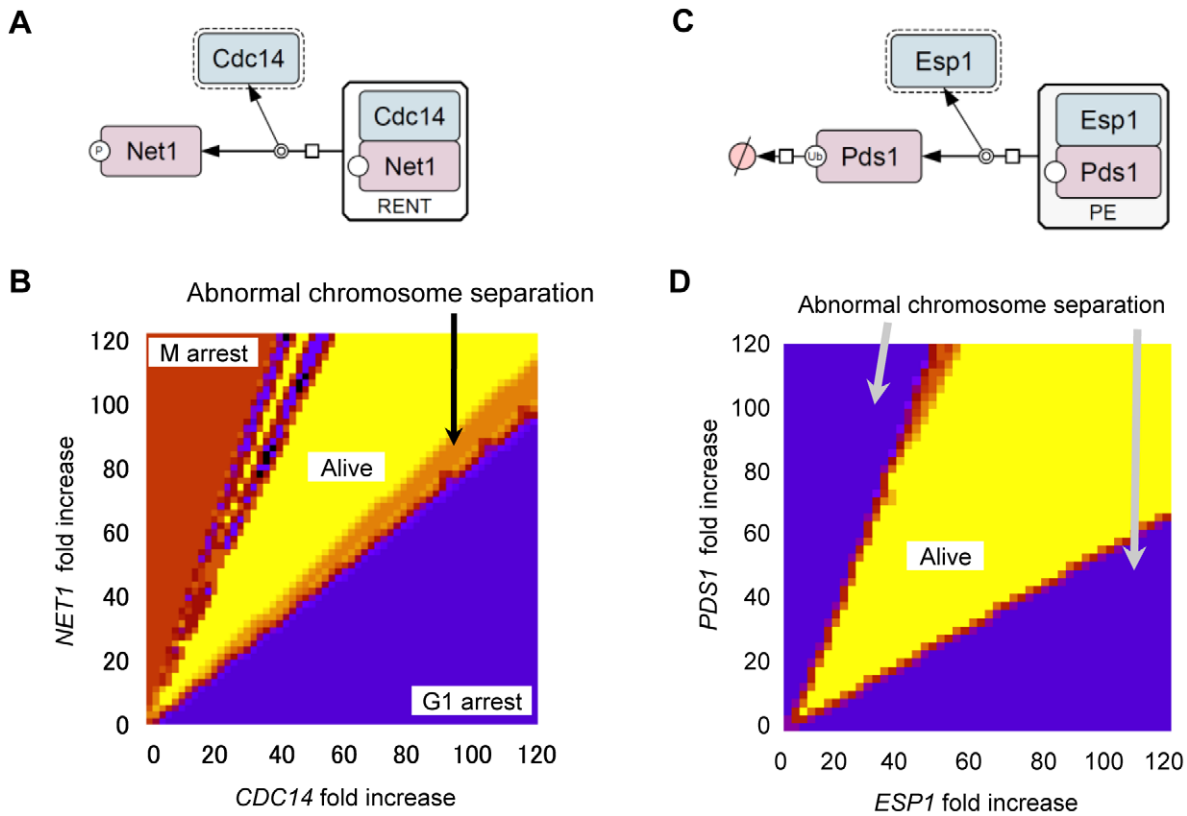 A
Cdc14
Cdc14
P
Net1
Net1
RENT
C
Esp1
Esp1
Ub
Pds1
Pds1
PE
B
Abnormal chromosome separation
120
100
80
60
40
20
0
NET1 fold increase
M arrest
Alive
G1 arrest
0 20 40 60 80 100 120
CDC14 fold increase
D
Abnormal chromosome separation
120
100
80
60
40
20
0
PDS1 fold increase
Alive
0 20 40 60 80 100 120
ESP1 fold increase